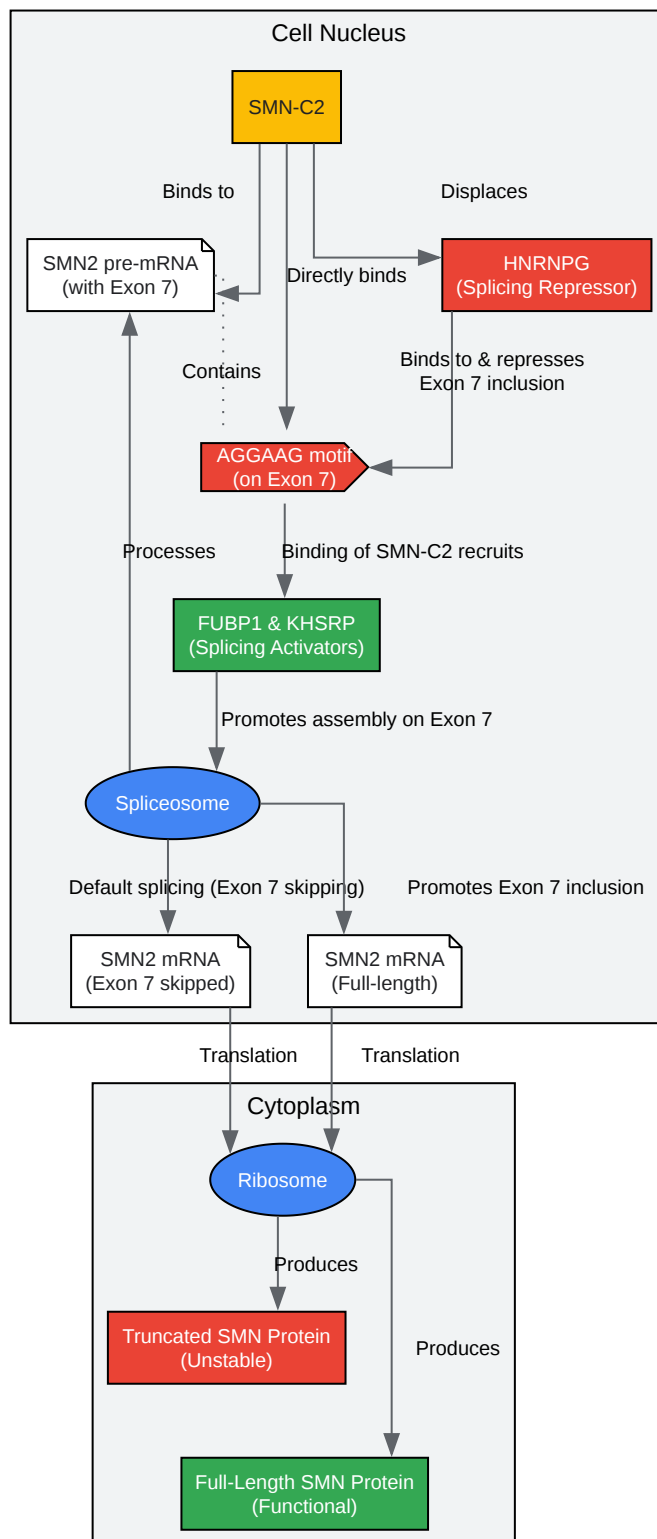 Cell Nucleus
SMN-C2
Binds to
Displaces
SMN2 pre-mRNA
(with Exon 7)
Directly binds
HNRNPG
(Splicing Repressor)
Contains
Binds to & represses
Exon 7 inclusion
AGGAAG motif
(on Exon 7)
Processes
Binding of SMN-C2 recruits
FUBP1 & KHSRP
(Splicing Activators)
Promotes assembly on Exon 7
Spliceosome
Default splicing (Exon 7 skipping)
Promotes Exon 7 inclusion
SMN2 mRNA
(Exon 7 skipped)
SMN2 mRNA
(Full-length)
Translation
Translation
Cytoplasm
Ribosome
Produces
Truncated SMN Protein
(Unstable)
Produces
Full-Length SMN Protein
(Functional)